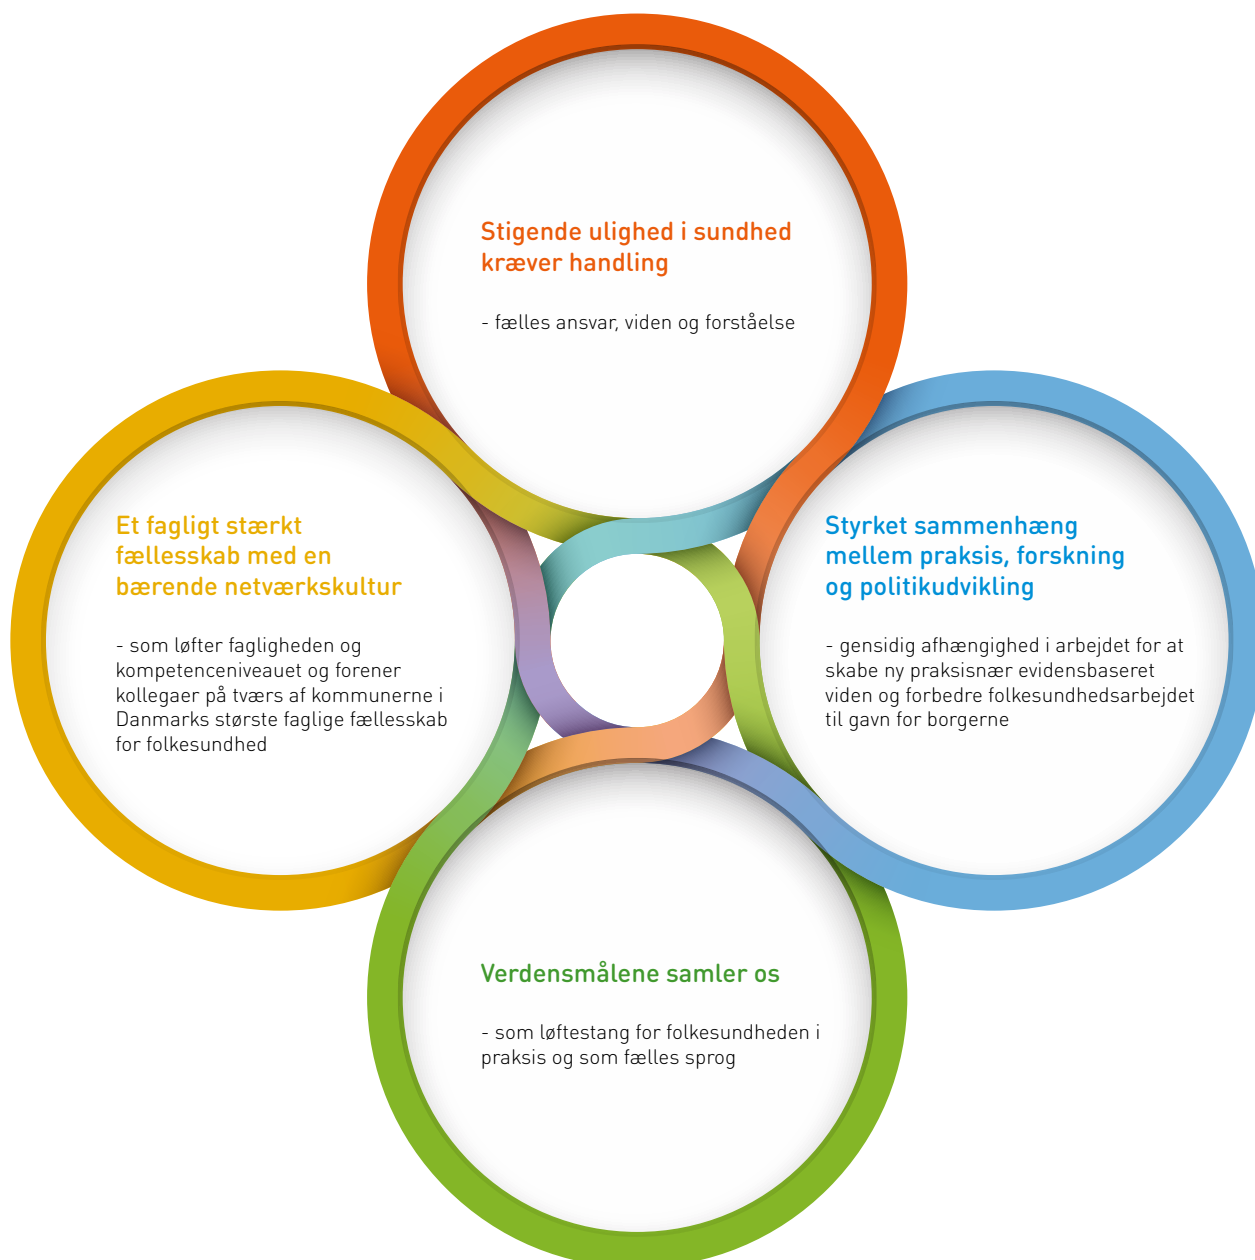 Stigende ulighed i sundhed
kræver handling
- fælles ansvar, viden og forståelse
Et fagligt stærkt
fællesskab med en
bærende netværkskultur
- som løfter fagligheden og
kompetenceniveauet og forener
kollegaer på tværs af kommunerne i
Danmarks største faglige fællesskab
for folkesundhed
Styrket sammenhæng
mellem praksis, forskning
og politikudvikling
- gensidig afhængighed i arbejdet for at
skabe ny praksisnær evidensbaseret
viden og forbedre folkesundhedsarbejdet
til gavn for borgerne
Verdensmålene samler os
- som løftestang for folkesundheden i
praksis og som fælles sprog